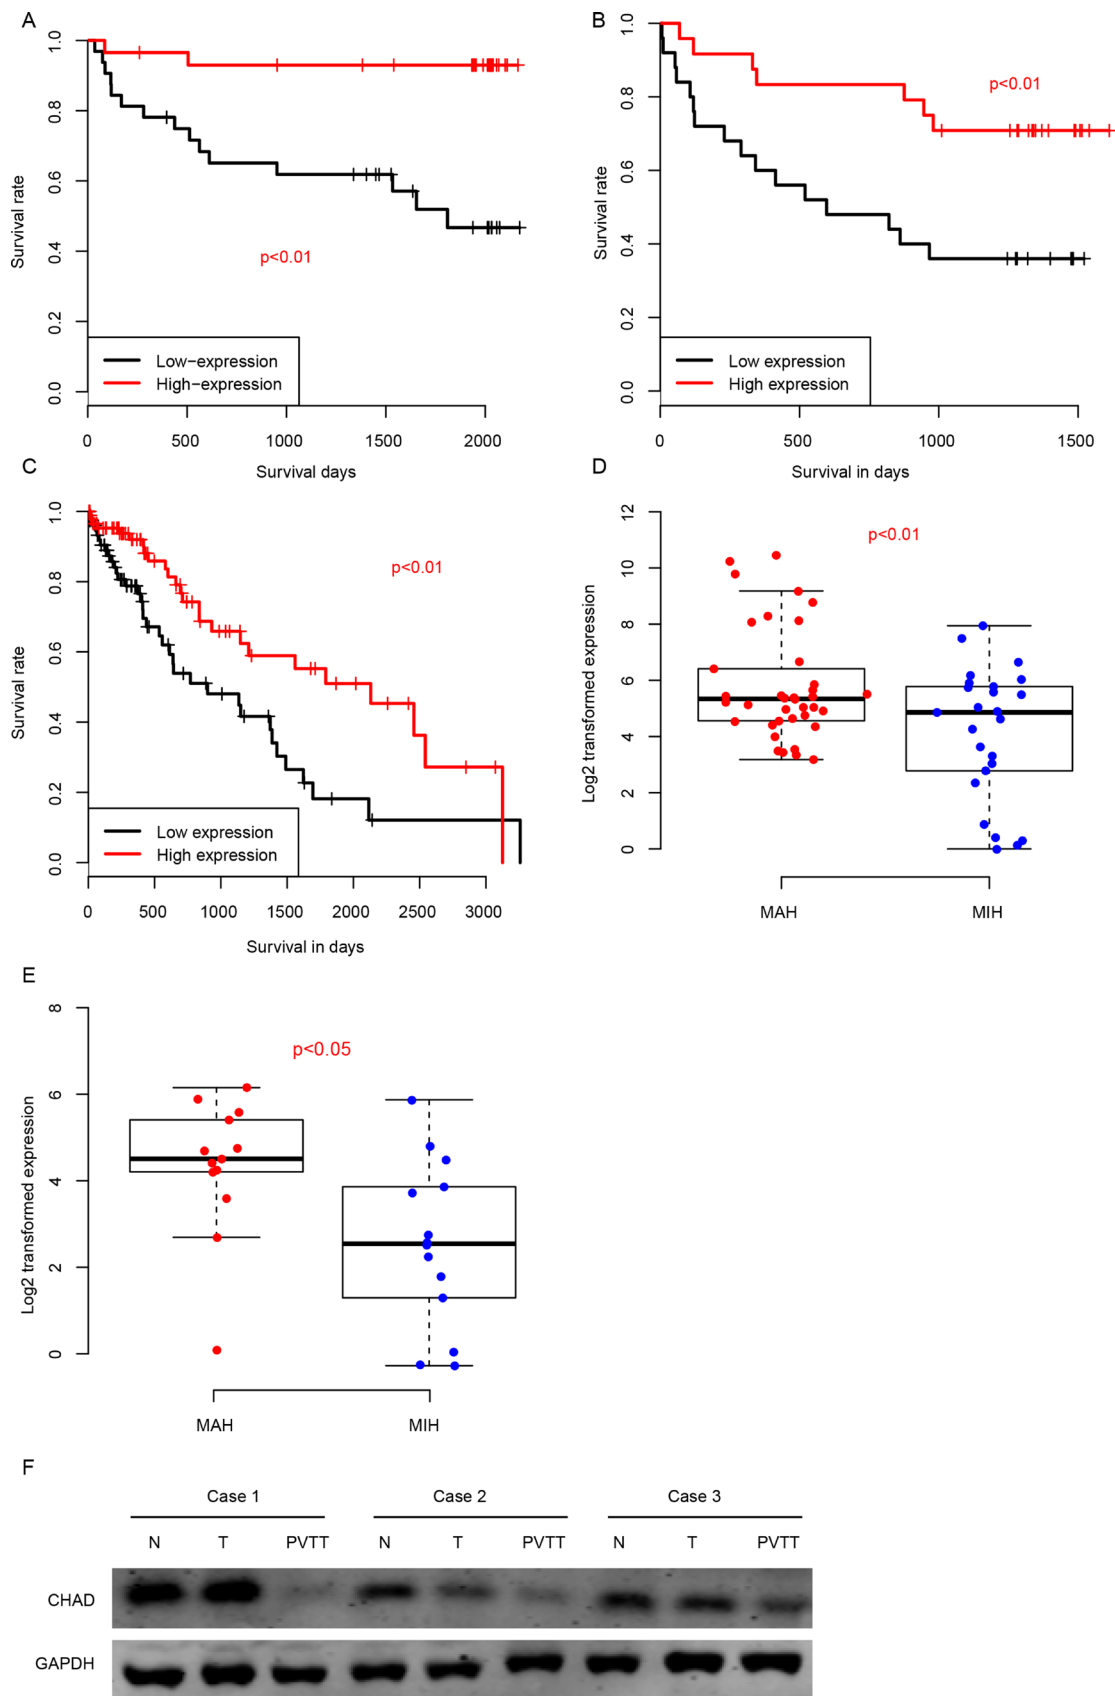 A
1.0
0.8
0.6
0.4
0.2
0.0
Survival rate
p<0.01
Low−expression
High−expression
0 500 1000 1500 2000
Survival days
B
1.0
0.8
0.6
0.4
0.2
0.0
Survival rate
p<0.01
Low expression
High expression
0 500 1000 1500
Survival in days
C
1.0
0.8
0.6
0.4
0.2
0.0
Survival rate
p<0.01
Low expression
High expression
0 500 1000 1500 2000 2500 3000
Survival in days
D
12
10
8
6
4
2
0
Log2 transformed expression
p<0.01
MAH MIH
E
8
6
4
2
0
Log2 transformed expression
p<0.05
MAH MIH
F
Case 1 Case 2 Case 3
N T PVTT N T PVTT N T PVTT
CHAD
GAPDH